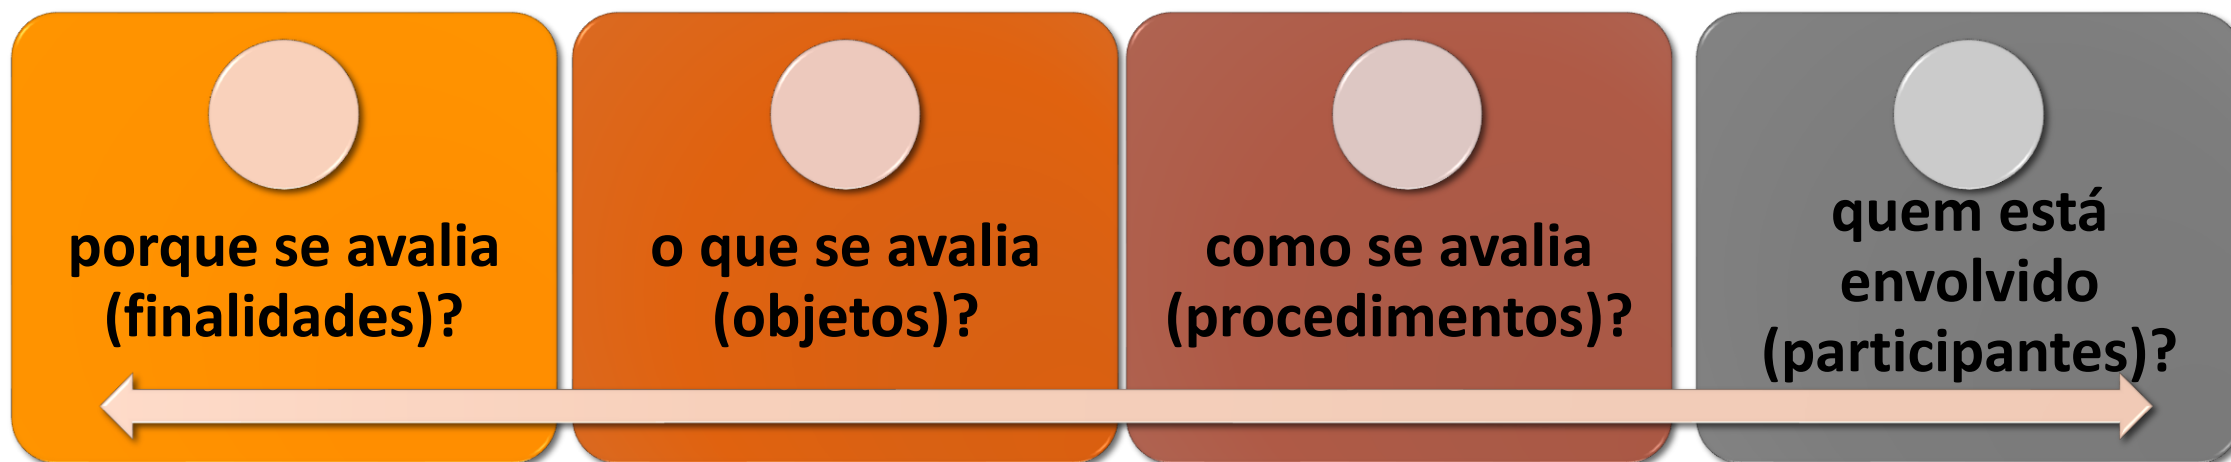 porque se avalia
(finalidades)?
o que se avalia
(objetos)?
como se avalia
(procedimentos)?
quem está
envolvido
(participantes)?